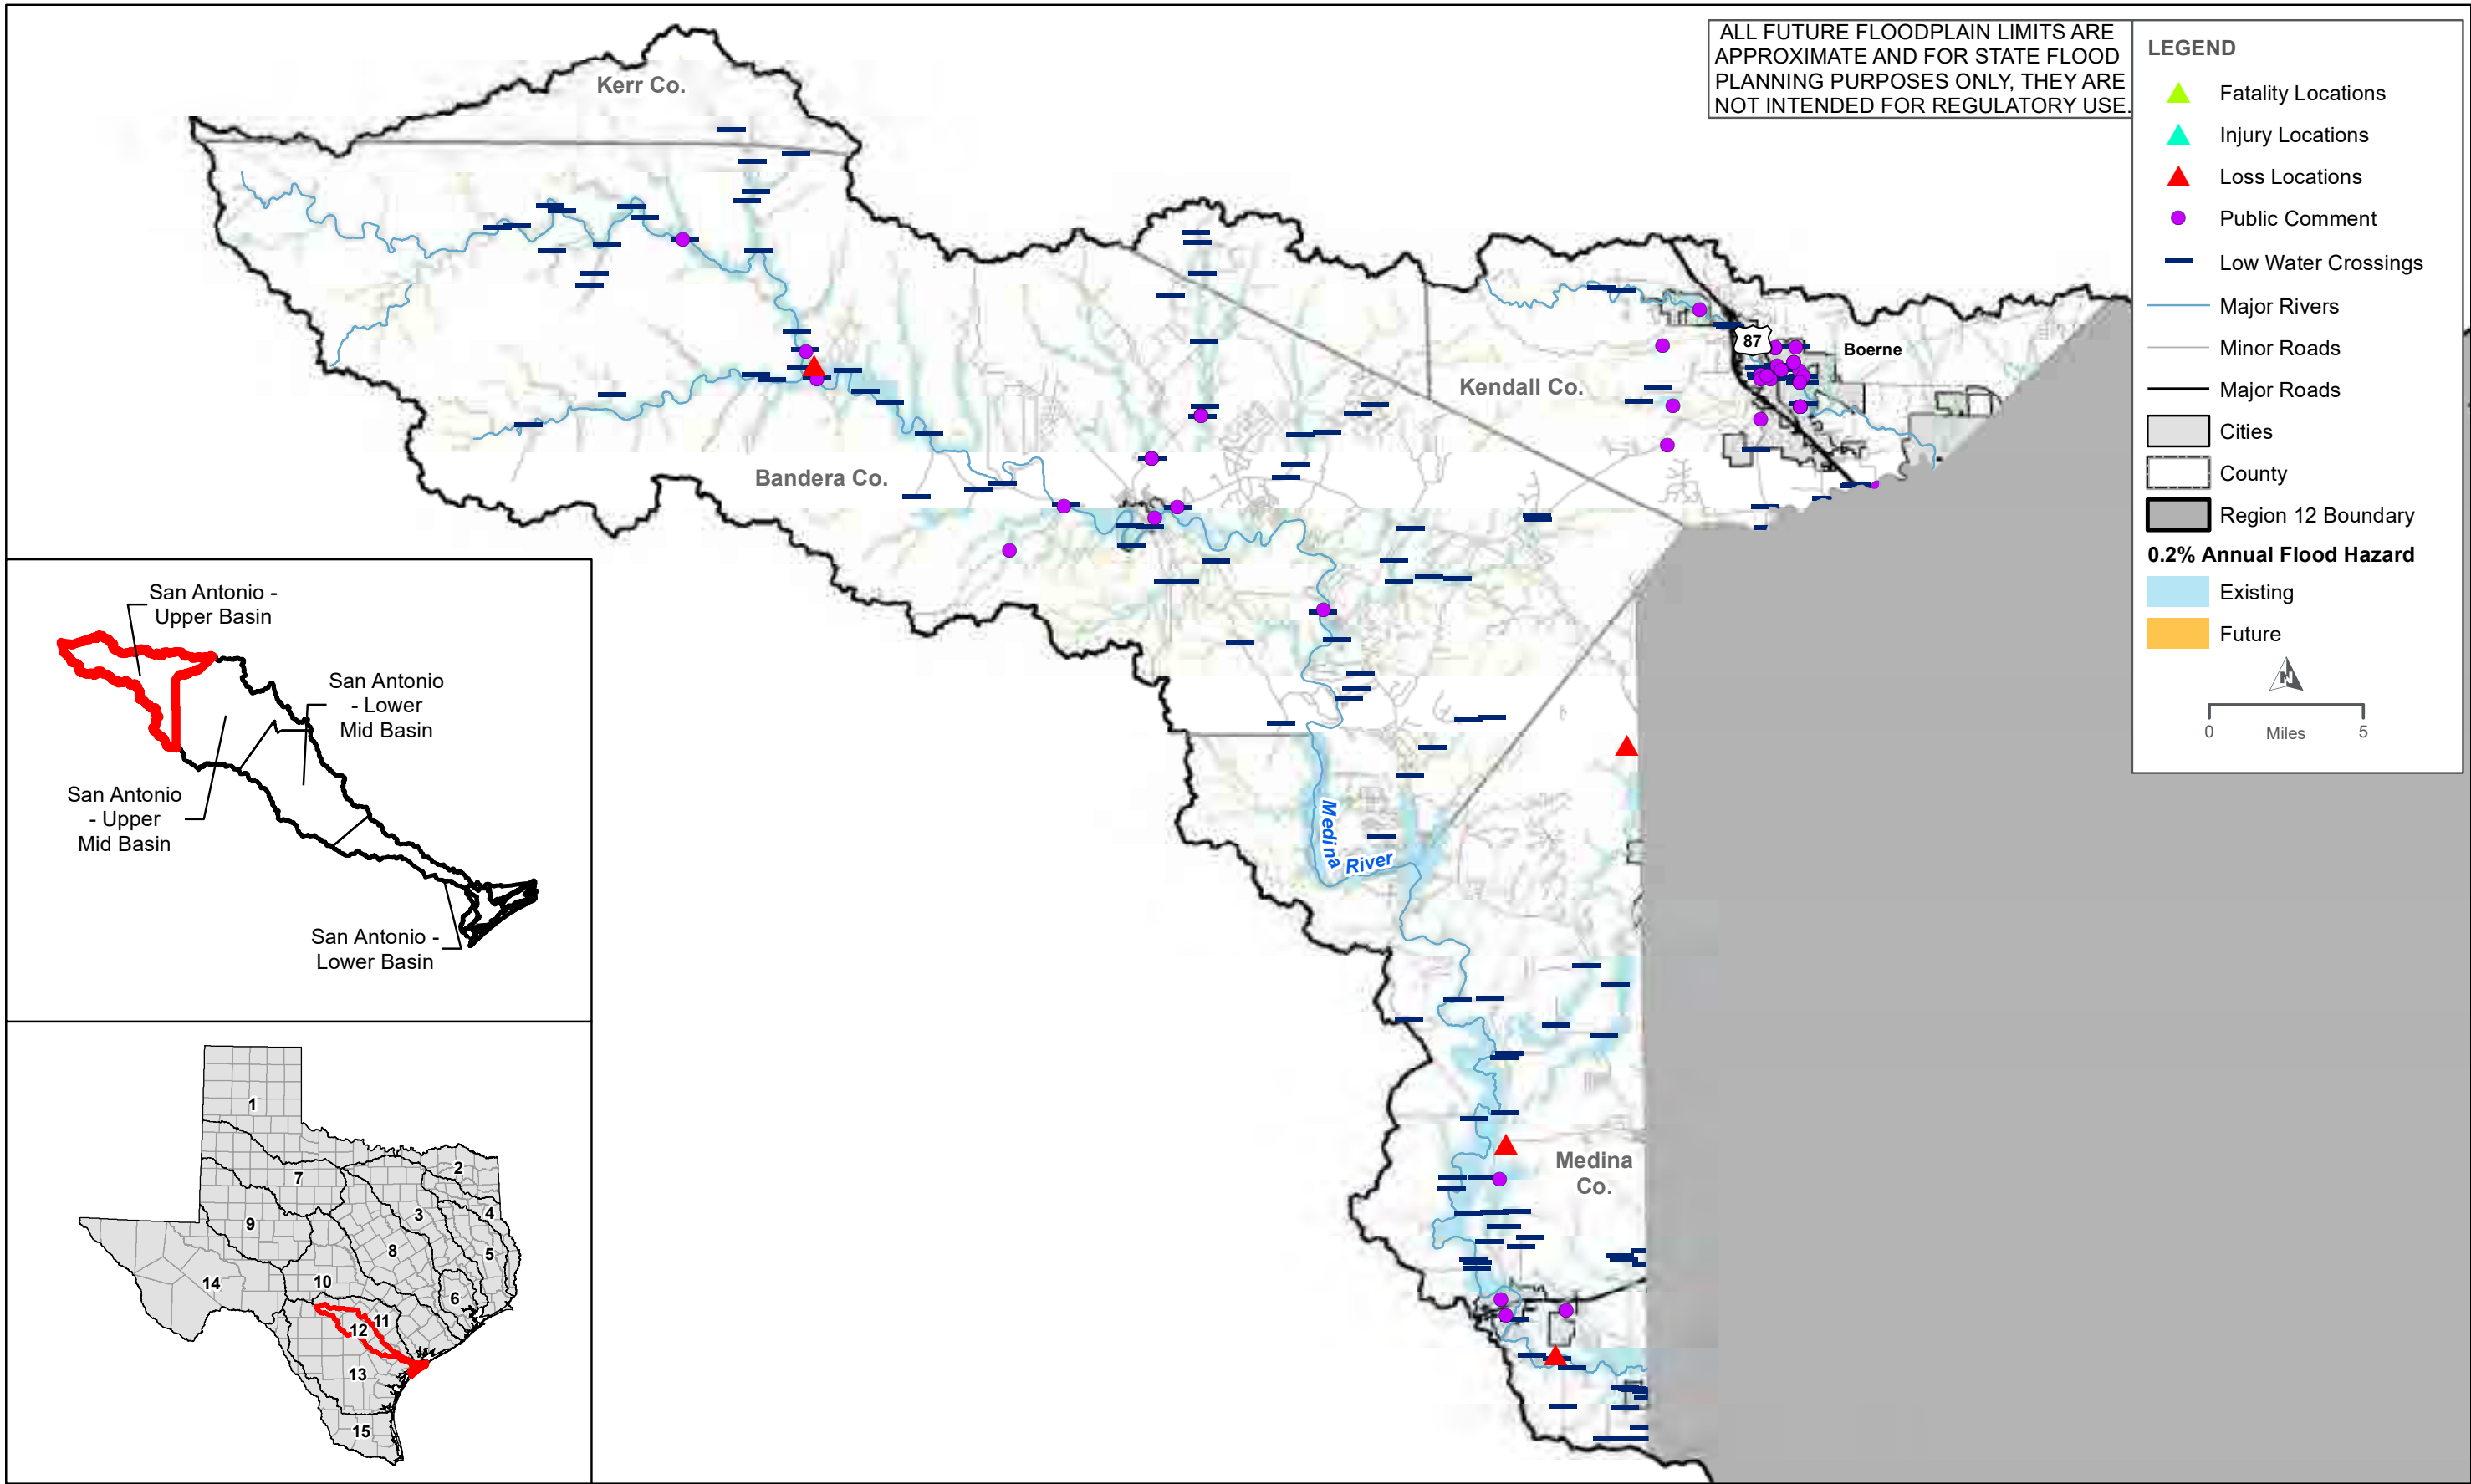 ALL FUTURE FLOODPLAIN LIMITS ARE
APPROXIMATE AND FOR STATE FLOOD
PLANNING PURPOSES ONLY, THEY ARE
NOT INTENDED FOR REGULATORY USE.
LEGEND
Fatality Locations
Injury Locations
Loss Locations
Public Comment
Low Water Crossings
Major Rivers
Minor Roads
Major Roads
Cities
County
Region 12 Boundary
0.2% Annual Flood Hazard
Existing
Future
N
0 Miles 5
Kerr Co.
87
Boerne
Kendall Co.
Bandera Co.
Medina
River
Medina
Co.
San Antonio -
Upper Basin
San Antonio
- Lower
Mid Basin
San Antonio
- Upper
Mid Basin
San Antonio -
Lower Basin
1
2
7
3
4
9
8
5
14
10
6
11
12
13
15